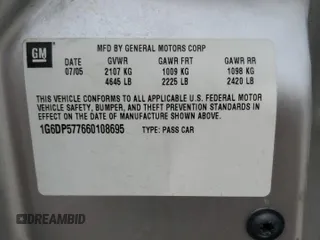 GM
MFD BY GENERAL MOTORS CORP
DATE GVWR GAWR FRT GAWR RR
07/05 2107 KG 1009 KG 1098 KG
4645 LB 2225 LB 2420 LB
THIS VEHICLE CONFORMS TO ALL APPLICABLE U.S. FEDERAL MOTOR
VEHICLE SAFETY, BUMPER, AND THEFT PREVENTION STANDARDS IN
EFFECT ON THE DATE OF MANUFACTURE SHOWN ABOVE.
1G6DP577660108695 TYPE: PASS CAR
DREAMBID